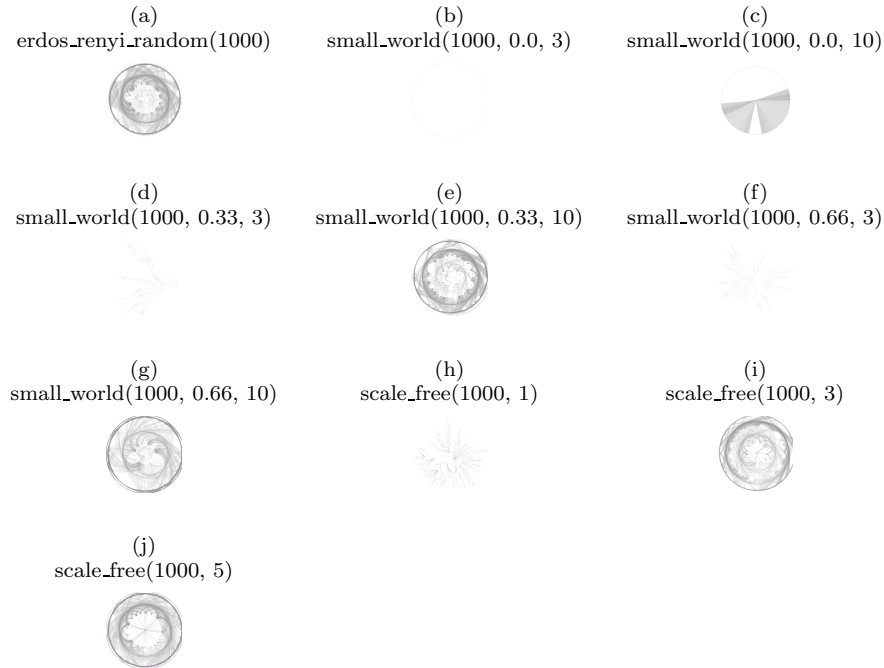 (a)
erdos_renyi_random(1000)
(b)
small_world(1000, 0.0, 3)
(c)
small_world(1000, 0.0, 10)
(d)
small_world(1000, 0.33, 3)
(e)
small_world(1000, 0.33, 10)
(f)
small_world(1000, 0.66, 3)
(g)
small_world(1000, 0.66, 10)
(h)
scale_free(1000, 1)
(i)
scale_free(1000, 3)
(j)
scale_free(1000, 5)